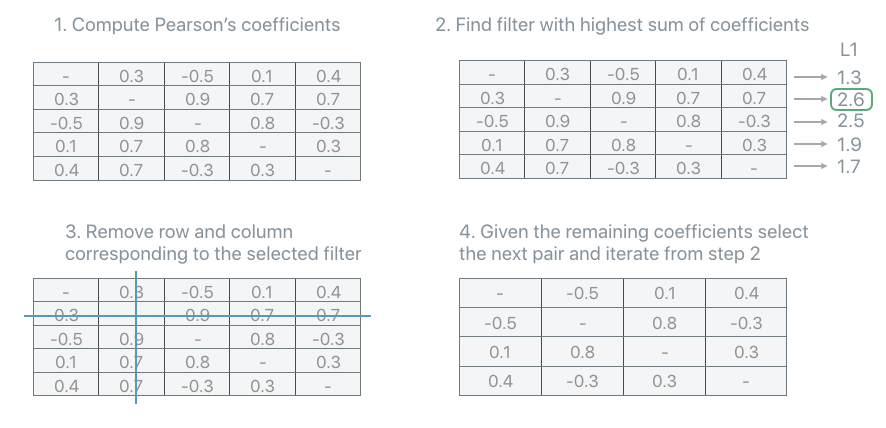 1. Compute Pearson's coefficients
- 0.3 -0.5 0.1 0.4
0.3 - 0.9 0.7 0.7
-0.5 0.9 - 0.8 -0.3
0.1 0.7 0.8 - 0.3
0.4 0.7 -0.3 0.3 -
2. Find filter with highest sum of coefficients
L1
- 0.3 -0.5 0.1 0.4 1.3
0.3 - 0.9 0.7 0.7 2.6
-0.5 0.9 - 0.8 -0.3 2.5
0.1 0.7 0.8 - 0.3 1.9
0.4 0.7 -0.3 0.3 - 1.7
3. Remove row and column
corresponding to the selected filter
- 0.3 -0.5 0.1 0.4
0.3 0.9 0.7 0.7
-0.5 0.9 - 0.8 -0.3
0.1 0.7 0.8 - 0.3
0.4 0.7 -0.3 0.3 -
4. Given the remaining coefficients select
the next pair and iterate from step 2
- -0.5 0.1 0.4
-0.5 - 0.8 -0.3
0.1 0.8 - 0.3
0.4 -0.3 0.3 -